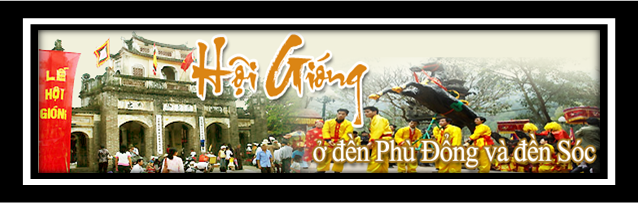 Hội Gióng
LỄ
HỘI
GIÓNG
ở đền Phù Đổng và đền Sóc